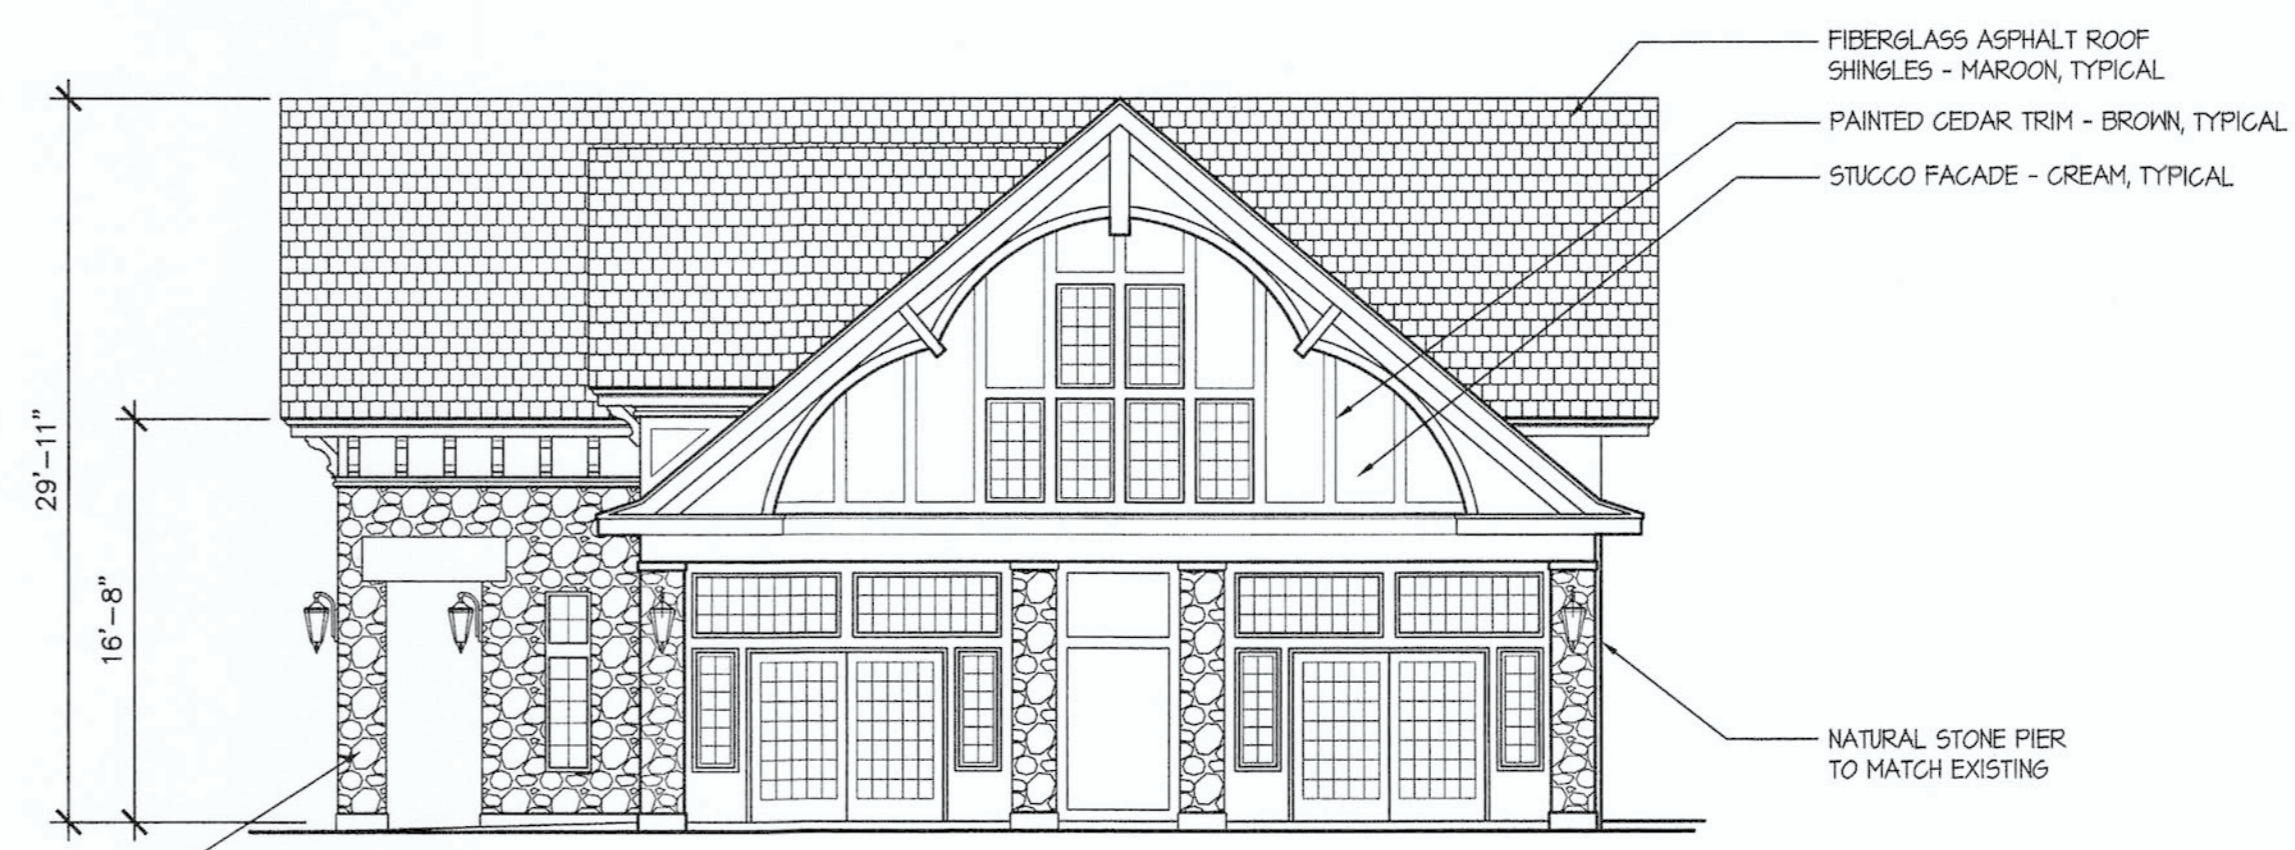 FIBERGLASS ASPHALT ROOF
SHINGLES - MAROON, TYPICAL
PAINTED CEDAR TRIM - BROWN, TYPICAL
STUCCO FACADE - CREAM, TYPICAL
29'-11"
16'-8"
NATURAL STONE PIER
TO MATCH EXISTING